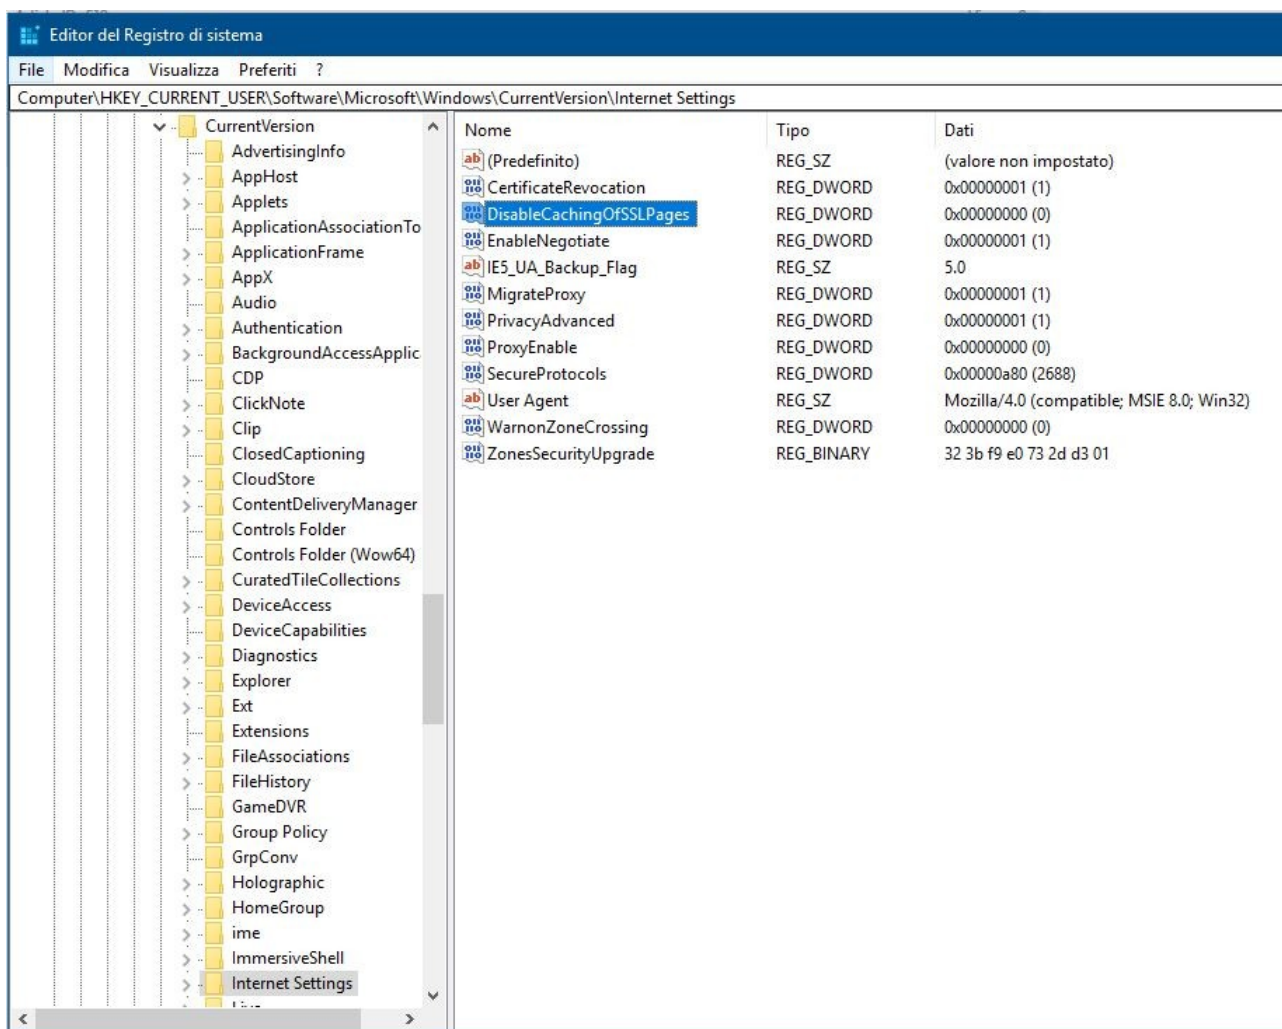 Editor del Registro di sistema
File Modifica Visualizza Preferiti ?
Computer\HKEY_CURRENT_USER\Software\Microsoft\Windows\CurrentVersion\Internet Settings
CurrentVersion
AdvertisingInfo
AppHost
Applets
ApplicationAssociationTo
ApplicationFrame
AppX
Audio
Authentication
BackgroundAccessApplic
CDP
ClickNote
Clip
ClosedCaptioning
CloudStore
ContentDeliveryManager
Controls Folder
Controls Folder (Wow64)
CuratedTileCollections
DeviceAccess
DeviceCapabilities
Diagnostics
Explorer
Ext
Extensions
FileAssociations
FileHistory
GameDVR
Group Policy
GrpConv
Holographic
HomeGroup
ime
ImmersiveShell
Internet Settings
Nome Tipo Dati
(Predefinito) REG_SZ (valore non impostato)
CertificateRevocation REG_DWORD 0x00000001 (1)
DisableCachingOfSSLPages REG_DWORD 0x00000000 (0)
EnableNegotiate REG_DWORD 0x00000001 (1)
IE5_UA_Backup_Flag REG_SZ 5.0
MigrateProxy REG_DWORD 0x00000001 (1)
PrivacyAdvanced REG_DWORD 0x00000001 (1)
ProxyEnable REG_DWORD 0x00000000 (0)
SecureProtocols REG_DWORD 0x00000a80 (2688)
User Agent REG_SZ Mozilla/4.0 (compatible; MSIE 8.0; Win32)
WarnonZoneCrossing REG_DWORD 0x00000000 (0)
ZonesSecurityUpgrade REG_BINARY 32 3b f9 e0 73 2d d3 01